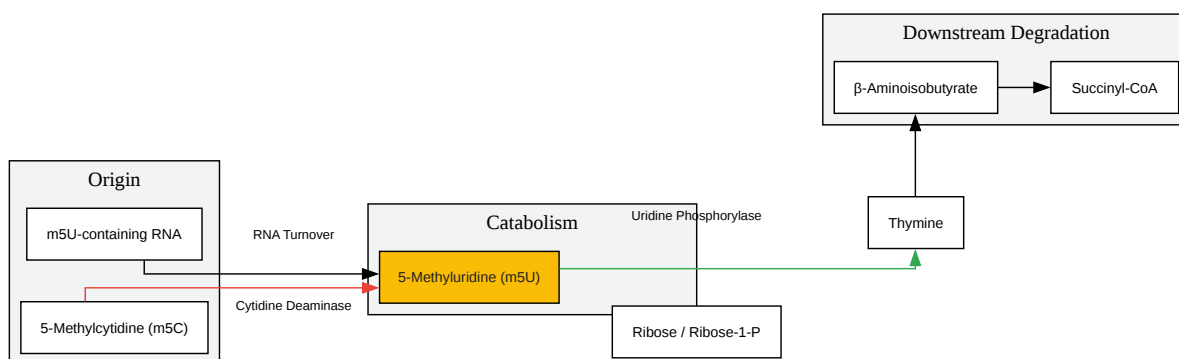 Downstream Degradation
β-Aminoisobutyrate
Succinyl-CoA
Origin
m5U-containing RNA
RNA Turnover
Catabolism
Uridine Phosphorylase
Thymine
5-Methyluridine (m5U)
Cytidine Deaminase
5-Methylcytidine (m5C)
Ribose / Ribose-1-P